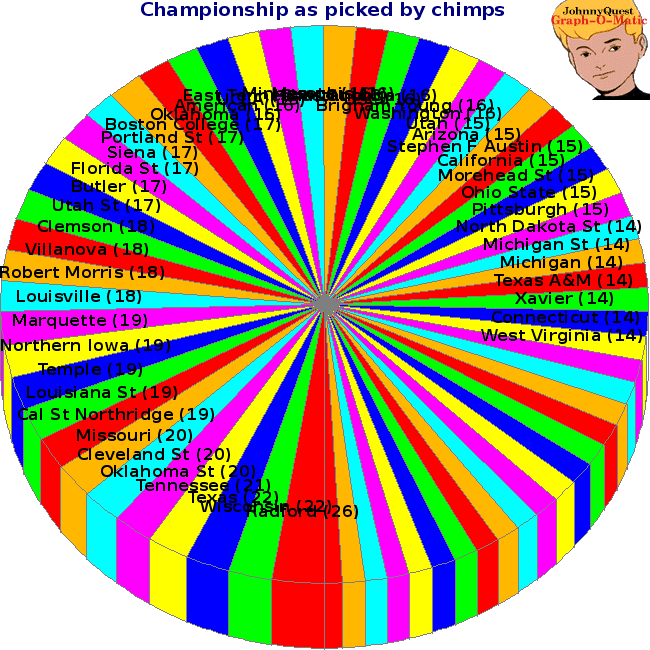 Championship as picked by chimps
JohnnyQuest
Graph-O-Matic
Brigham Young (16)
Washington (16)
Utah (15)
Arizona (15)
Stephen F Austin (15)
California (15)
Morehead St (15)
Ohio State (15)
Pittsburgh (15)
North Dakota St (14)
Michigan St (14)
Michigan (14)
Texas A&M (14)
Xavier (14)
Connecticut (14)
West Virginia (14)
American (16)
Oklahoma (16)
Boston College (17)
Portland St (17)
Siena (17)
Florida St (17)
Butler (17)
Utah St (17)
Clemson (18)
Villanova (18)
Robert Morris (18)
Louisville (18)
Marquette (19)
Northern Iowa (19)
Temple (19)
Louisiana St (19)
Cal St Northridge (19)
Missouri (20)
Cleveland St (20)
Oklahoma St (20)
Tennessee (21)
Texas (22)
Wisconsin (22)
Radford (26)